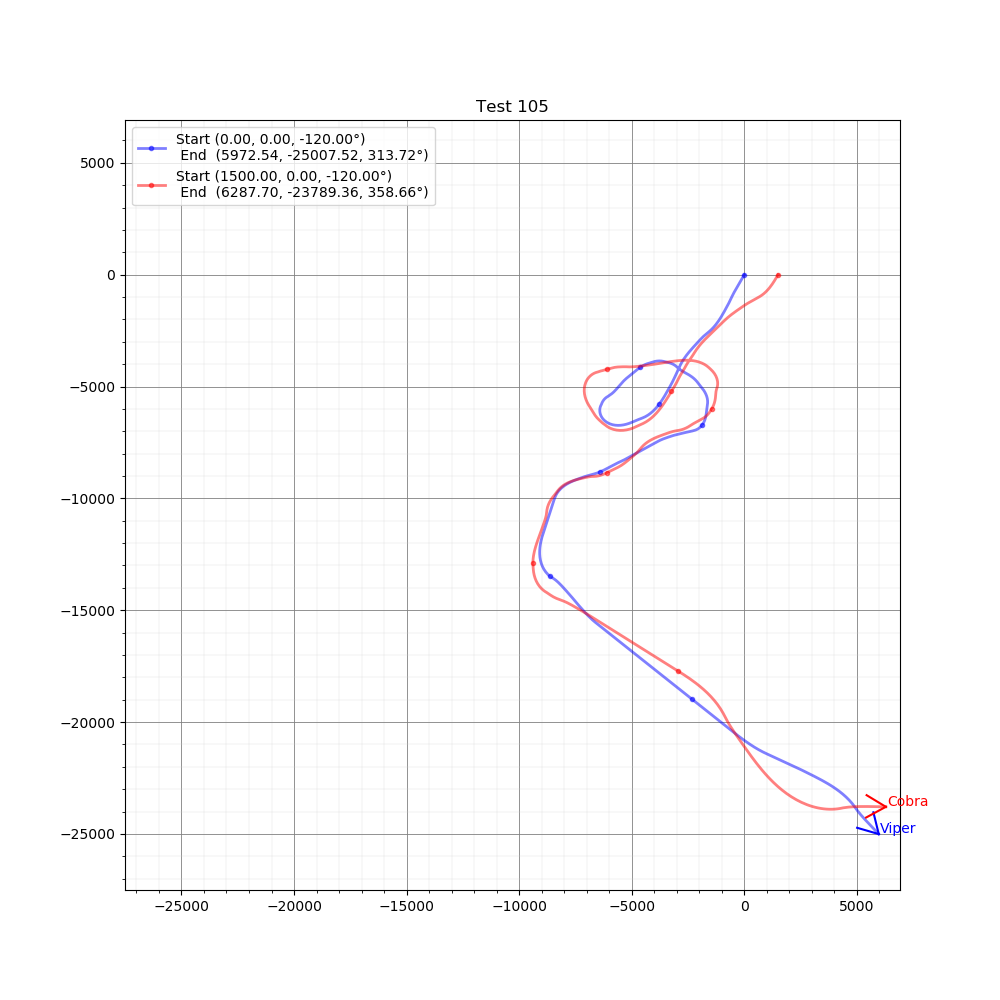 Test 105
Start (0.00, 0.00, -120.00°)
End (5972.54, -25007.52, 313.72°)
Start (1500.00, 0.00, -120.00°)
End (6287.70, -23789.36, 358.66°)
5000
0
−5000
−10000
−15000
−20000
−25000
Cobra
Viper
−25000 −20000 −15000 −10000 −5000 0 5000